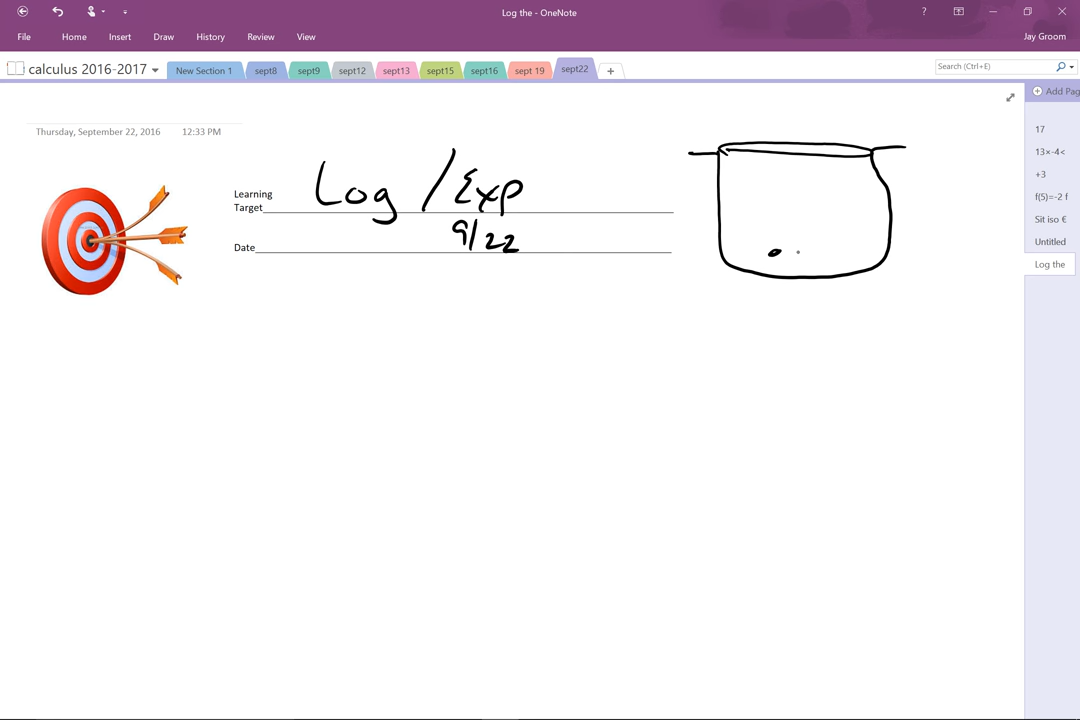 Log the - OneNote
?
File Home Insert Draw History Review View
Jay Groom
calculus 2016-2017
New Section 1 sept8 sept9 sept12 sept13 sept15 sept16 sept 19 sept22
Search (Ctrl+E)
Add Pag
Thursday, September 22, 2016 12:33 PM
17
13×-4<
+3
f(5)=-2 f
Sit iso €
Untitled
Log the
Learning
Target
Log / Exp
Date
9/22